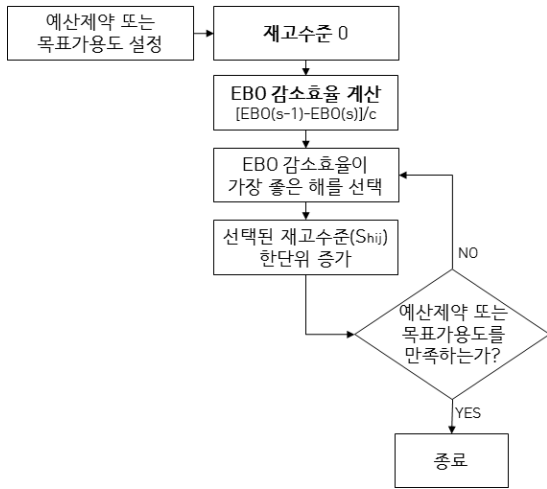 예산제약 또는
목표가용도 설정
재고수준 0
EBO 감소효율 계산
[EBO(s-1)-EBO(s)]/c
EBO 감소효율이
가장 좋은 해를 선택
선택된 재고수준(Shij)
한단위 증가
NO
예산제약 또는
목표가용도를
만족하는가?
YES
종료